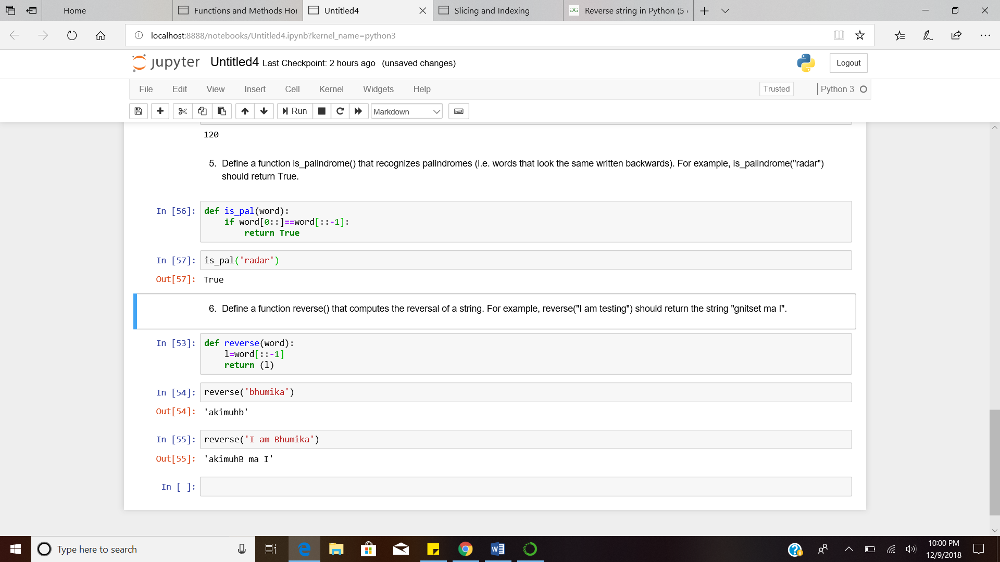 Home
Functions and Methods Hor
Untitled4
Slicing and Indexing
Reverse string in Python (5
localhost:8888/notebooks/Untitled4.ipynb?kernel_name=python3
jupyter Untitled4 Last Checkpoint: 2 hours ago (unsaved changes)
Logout
File Edit View Insert Cell Kernel Widgets Help
Trusted
Python 3
Run
Markdown
120
5. Define a function is_palindrome() that recognizes palindromes (i.e. words that look the same written backwards). For example, is_palindrome("radar")
should return True.
In [56]: def is_pal(word):
if word[0::]==word[::-1]:
return True
In [57]: is_pal('radar')
Out[57]: True
6. Define a function reverse() that computes the reversal of a string. For example, reverse("I am testing") should return the string "gnitset ma I".
In [53]: def reverse(word):
l=word[::-1]
return (l)
In [54]: reverse('bhumika')
Out[54]: 'akimuhb'
In [55]: reverse('I am Bhumika')
Out[55]: 'akimuhB ma I'
In [ ]:
Type here to search
10:00 PM
12/9/2018